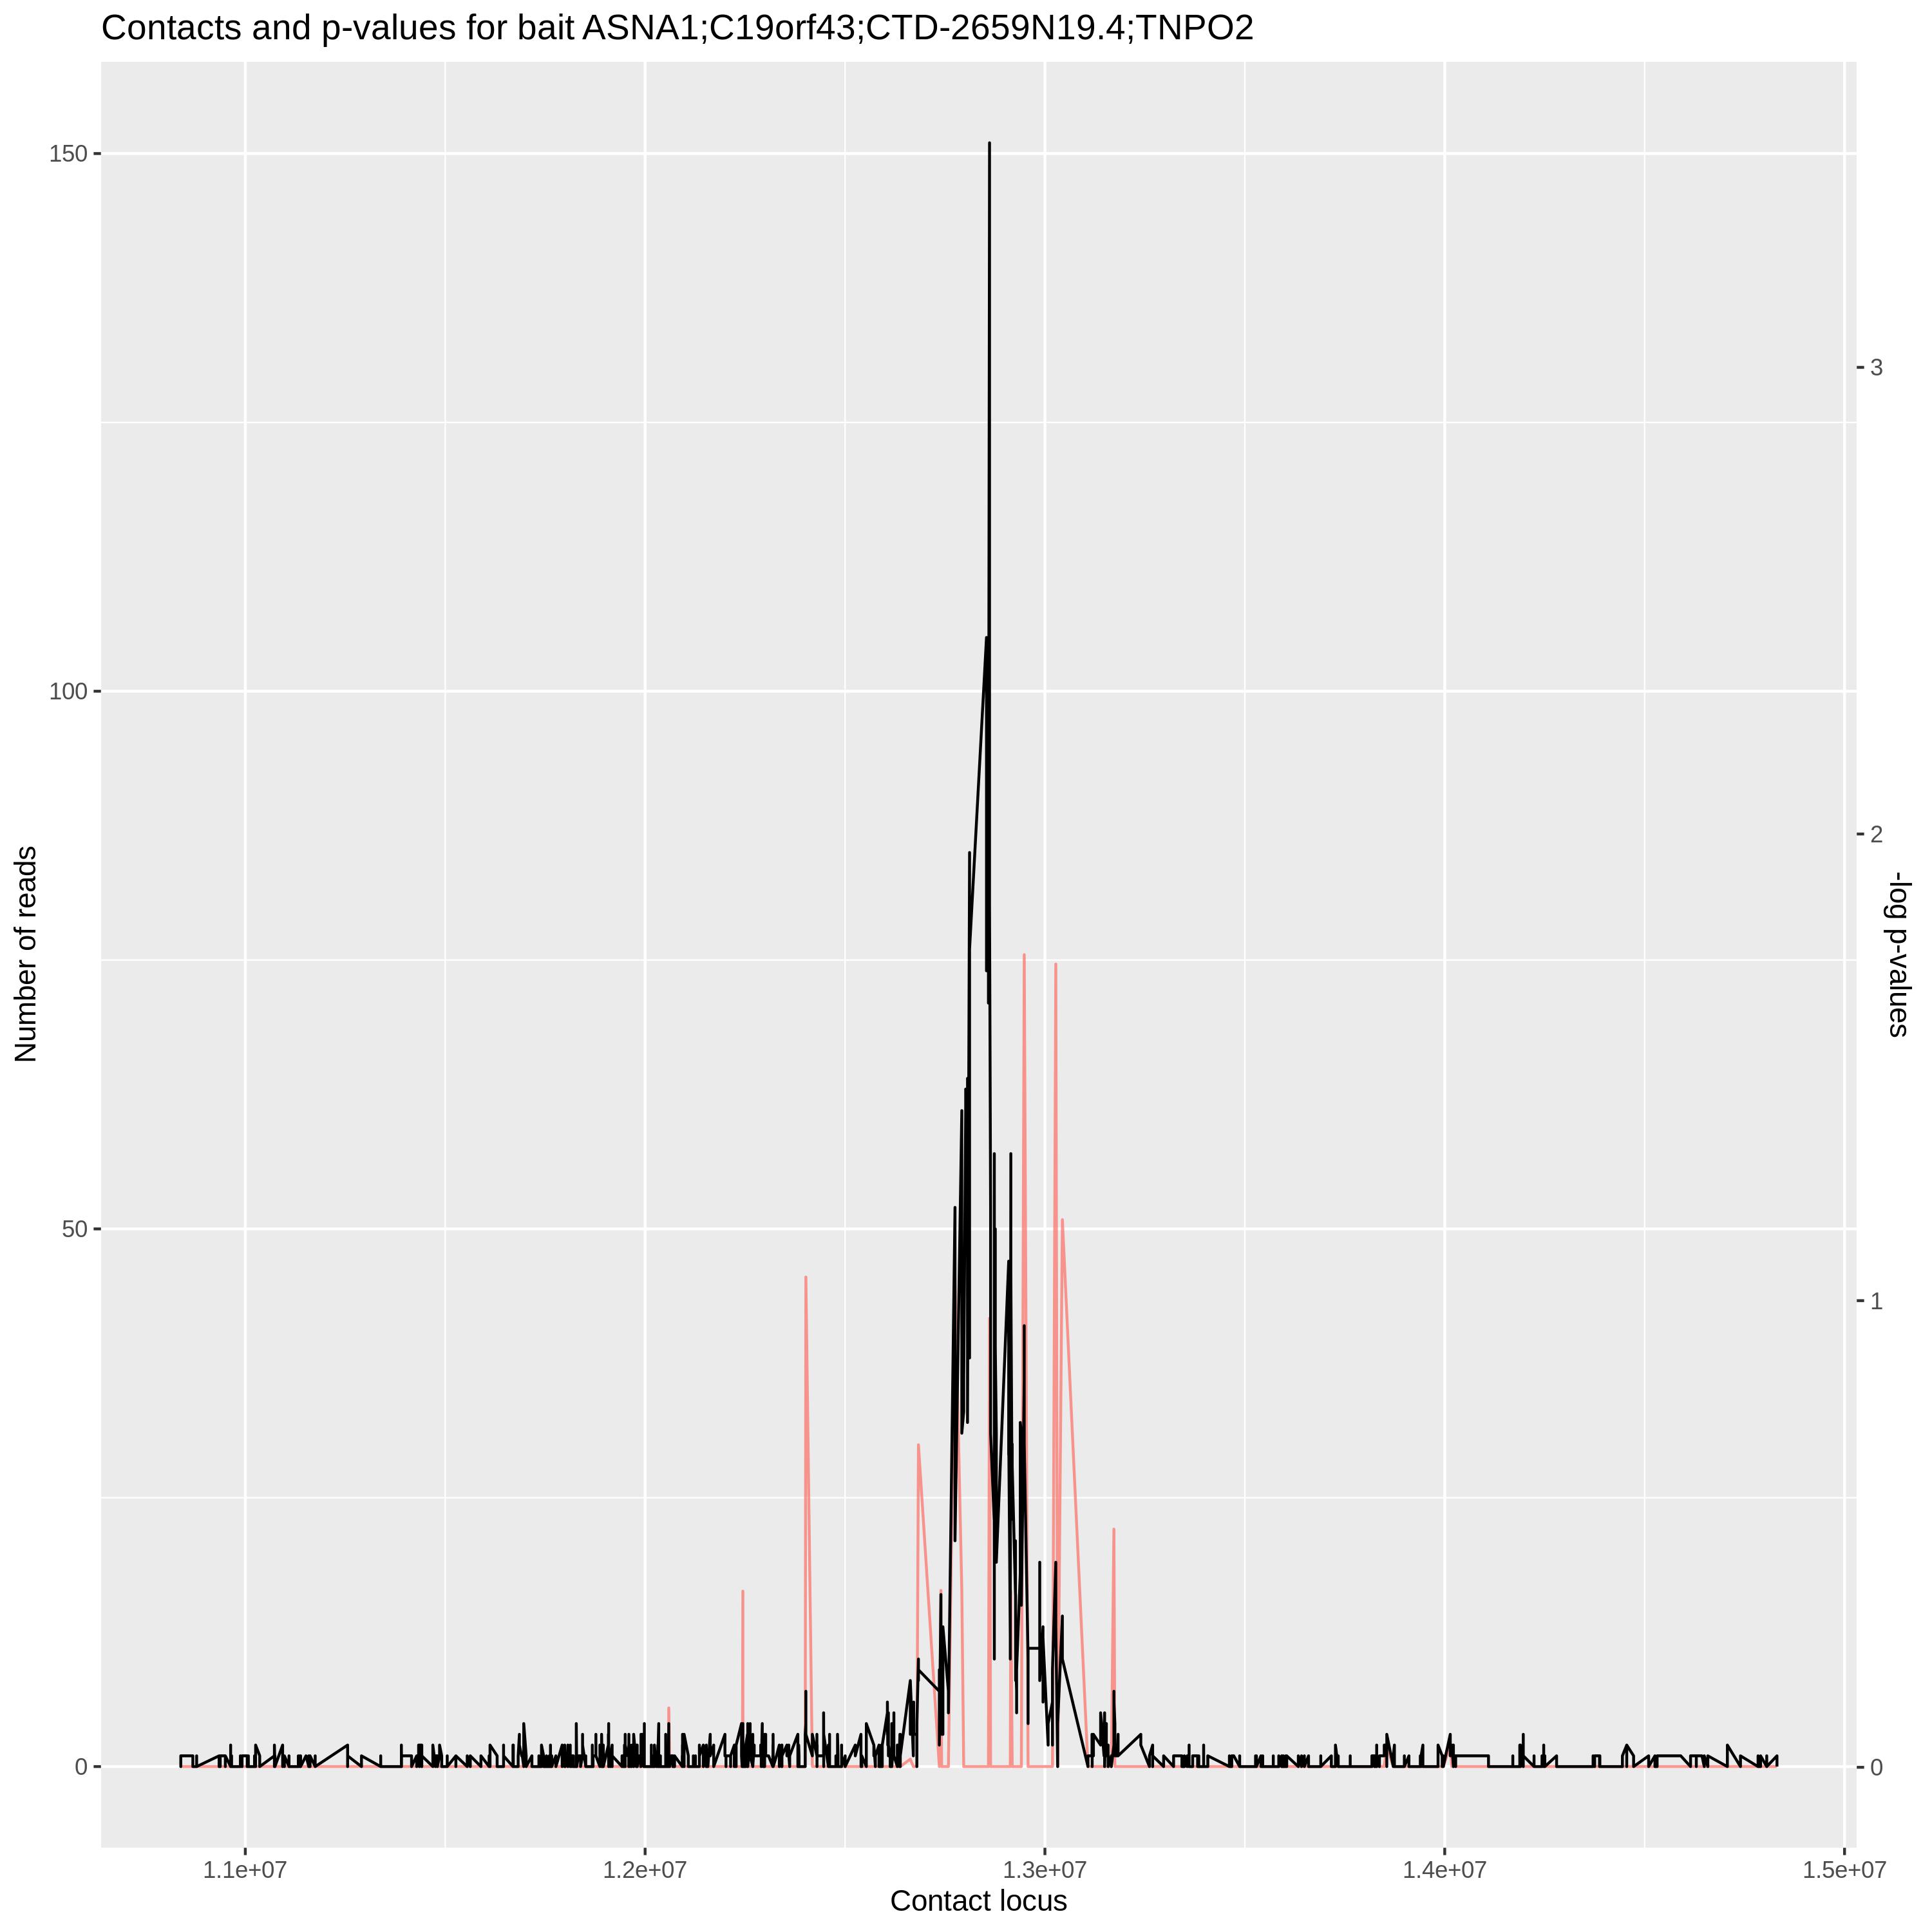 Contacts and p-values for bait ASNA1;C19orf43;CTD-2659N19.4;TNPO2
150
100
50
0
Number of reads
3
2
1
0
-log p-values
1.1e+07 1.2e+07 1.3e+07 1.4e+07 1.5e+07
Contact locus